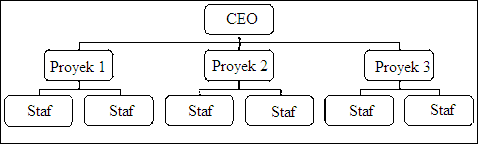 CEO
Proyek 1 Proyek 2 Proyek 3
Staf Staf Staf Staf Staf Staf